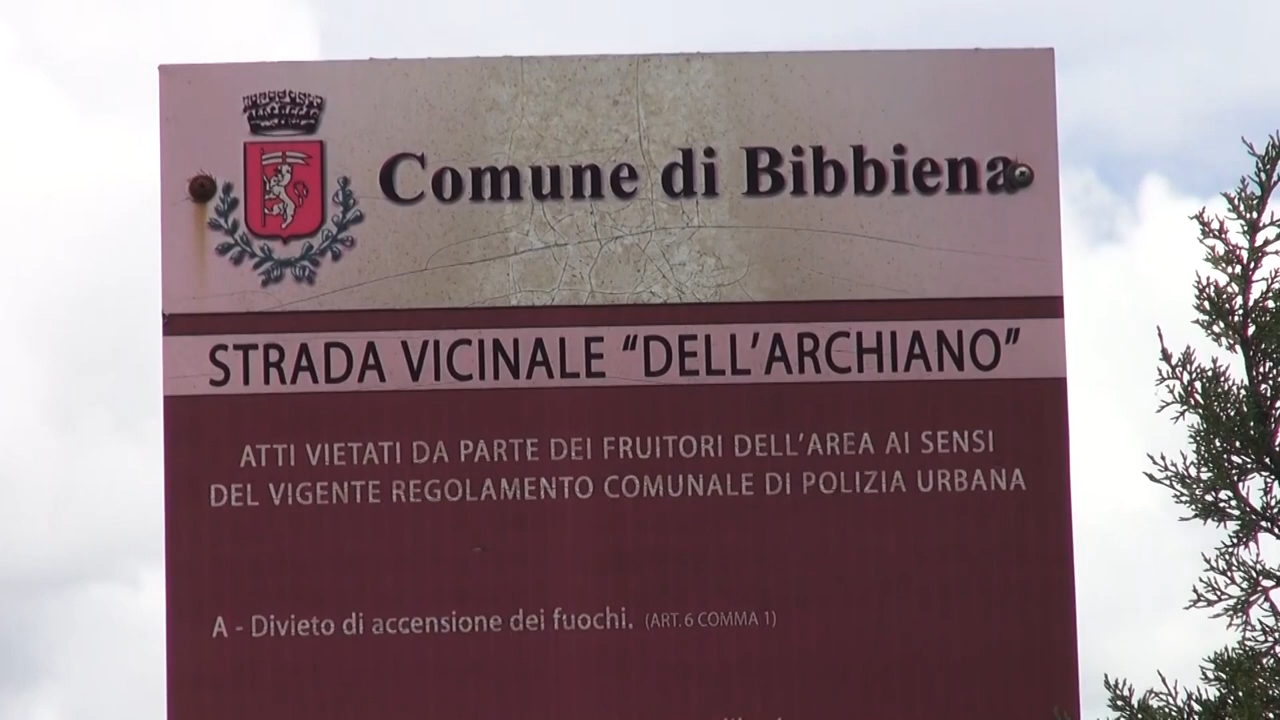 Comune di Bibbiena
STRADA VICINALE “DELL’ARCHIANO”
ATTI VIETATI DA PARTE DEI FRUITORI DELL’AREA AI SENSI
DEL VIGENTE REGOLAMENTO COMUNALE DI POLIZIA URBANA
A - Divieto di accensione dei fuochi. (ART. 6 COMMA 1)